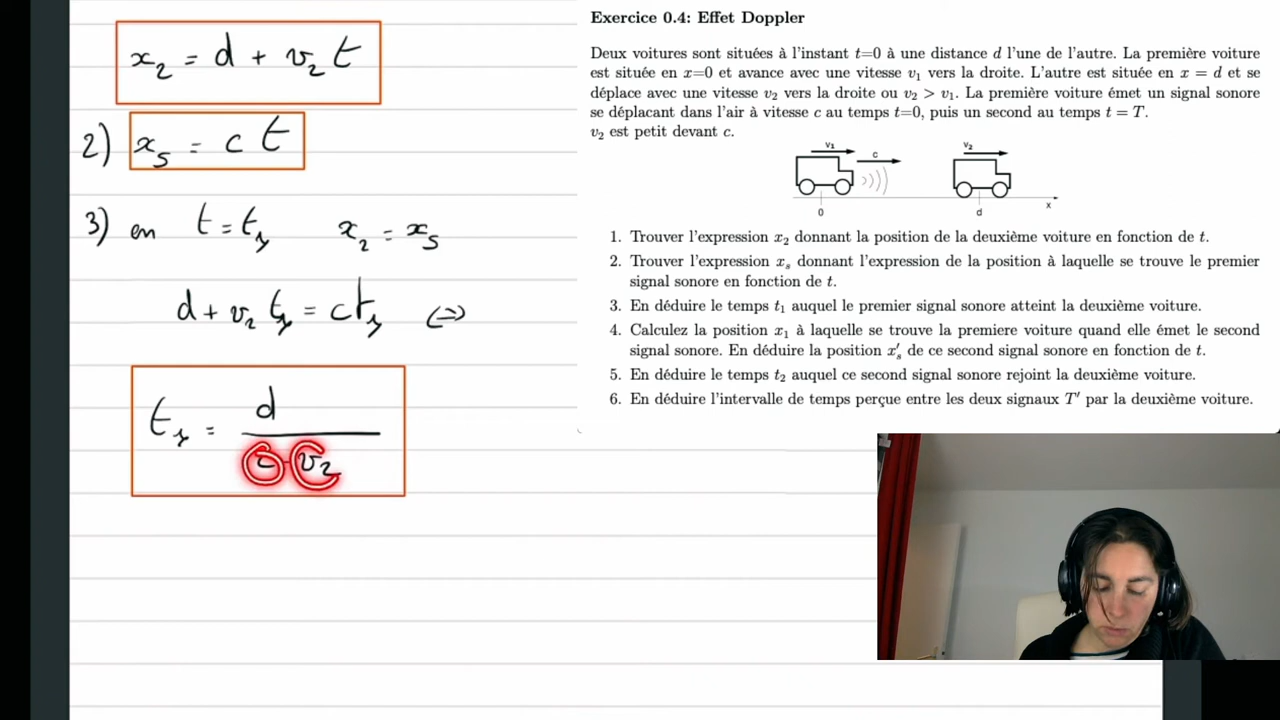 x₂ = d + v₂ t
2) x₅ = c t
3) en t = t₁ x₂ = x₅
d + v₂ t₁ = c t₁ ⇔
t₁ = d
c - v₂
Exercice 0.4: Effet Doppler
Deux voitures sont situées à l'instant t=0 à une distance d l'une de l'autre. La première voiture
est située en x=0 et avance avec une vitesse v₁ vers la droite. L'autre est située en x = d et se
déplace avec une vitesse v₂ vers la droite ou v₂ > v₁. La première voiture émet un signal sonore
se déplacant dans l'air à vitesse c au temps t=0, puis un second au temps t = T.
v₂ est petit devant c.
v₁ c v₂
0 d x
1. Trouver l'expression x₂ donnant la position de la deuxième voiture en fonction de t.
2. Trouver l'expression xₛ donnant l'expression de la position à laquelle se trouve le premier
signal sonore en fonction de t.
3. En déduire le temps t₁ auquel le premier signal sonore atteint la deuxième voiture.
4. Calculez la position x₁ à laquelle se trouve la premiere voiture quand elle émet le second
signal sonore. En déduire la position x′ₛ de ce second signal sonore en fonction de t.
5. En déduire le temps t₂ auquel ce second signal sonore rejoint la deuxième voiture.
6. En déduire l'intervalle de temps perçue entre les deux signaux T′ par la deuxième voiture.